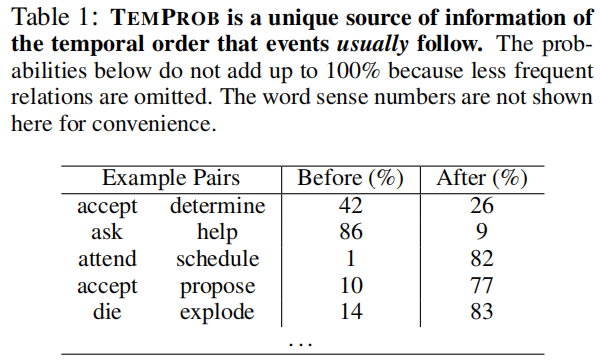 Table 1: TEMPROB is a unique source of information of
the temporal order that events usually follow. The prob-
abilities below do not add up to 100% because less frequent
relations are omitted. The word sense numbers are not shown
here for convenience.
Example Pairs Before (%) After (%)
accept determine 42 26
ask help 86 9
attend schedule 1 82
accept propose 10 77
die explode 14 83
...